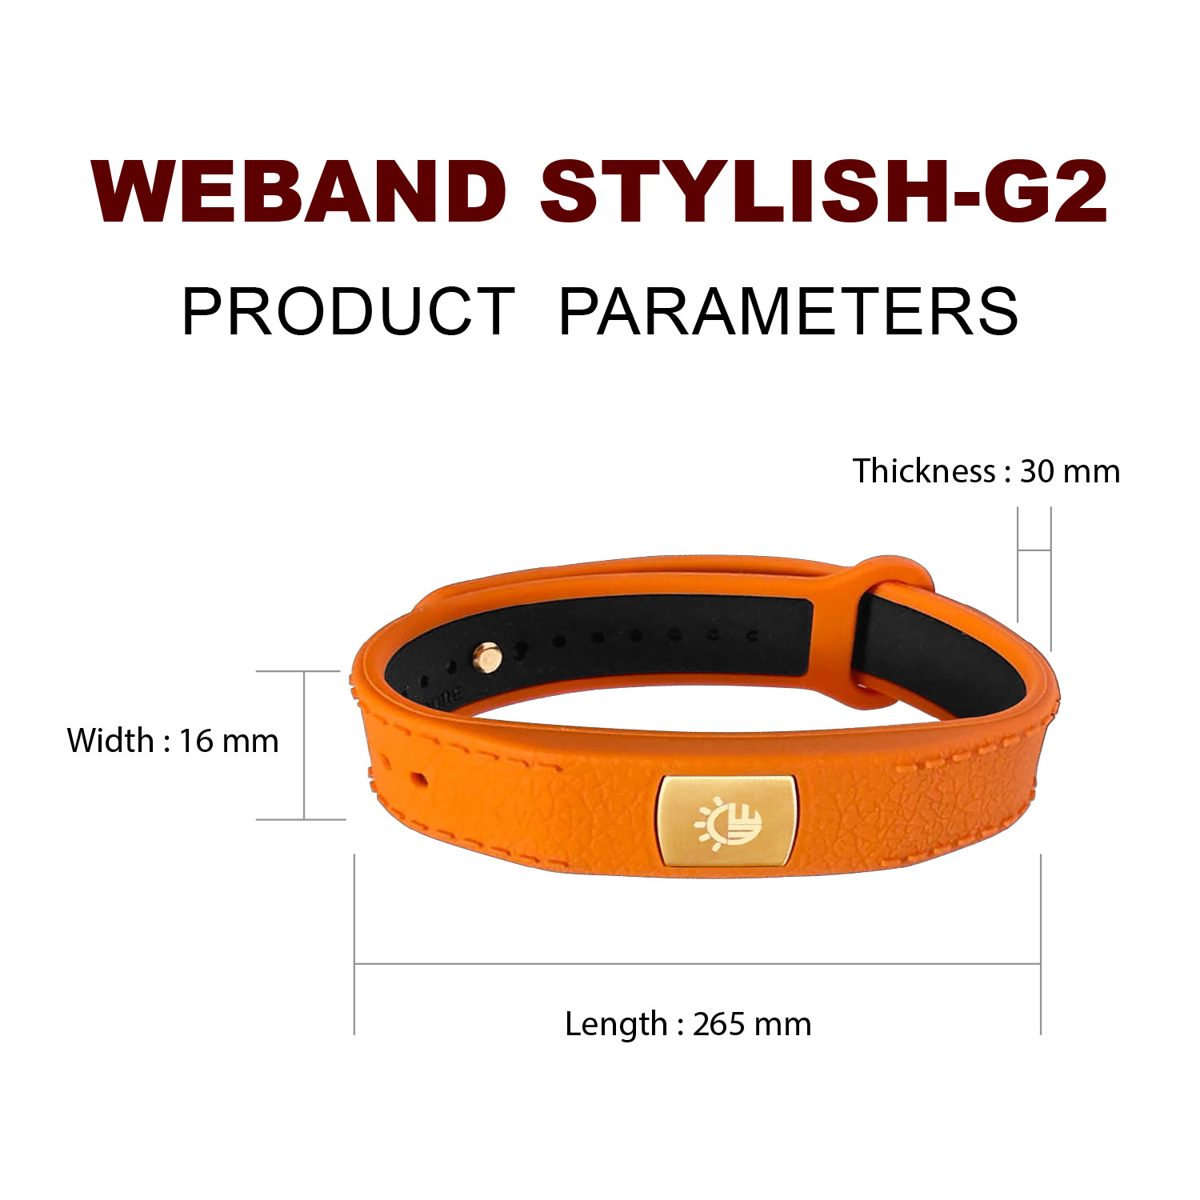 WEBAND STYLISH-G2
PRODUCT PARAMETERS
Thickness : 30 mm
Width : 16 mm
Length : 265 mm